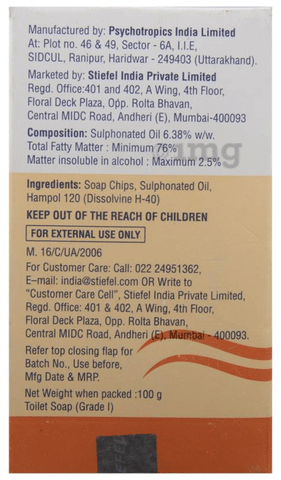 Manufactured by: Psychotropics India Limited
At: Plot no. 46 & 49, Sector - 6A, I.I.E,
SIDCUL, Ranipur, Haridwar - 249403 (Uttarakhand).
Marketed by: Stiefel India Private Limited
Regd. Office:401 and 402, A Wing, 4th Floor,
Floral Deck Plaza, Opp. Rolta Bhavan,
Central MIDC Road, Andheri (E), Mumbai-400093
Composition: Sulphonated Oil 6.38% w/w.
Total Fatty Matter : Minimum 76%
Matter insoluble in alcohol : Maximum 2.5%
1mg
Ingredients: Soap Chips, Sulphonated Oil,
Hampol 120 (Dissolvine H-40)
KEEP OUT OF THE REACH OF CHILDREN
FOR EXTERNAL USE ONLY
M. 16/C/UA/2006
For Customer Care: Call: 022 24951362,
E–mail: india@stiefel.com OR Write to
"Customer Care Cell", Stiefel India Private Limited,
Regd. Office: 401 & 402, A Wing, 4th Floor,
Floral Deck Plaza, Opp. Rolta Bhavan,
Central MIDC Road, Andheri (E), Mumbai - 400093.
Refer top closing flap for
Batch No., Use before,
Mfg Date & MRP.
Net Weight when packed :100 g
Toilet Soap (Grade I)